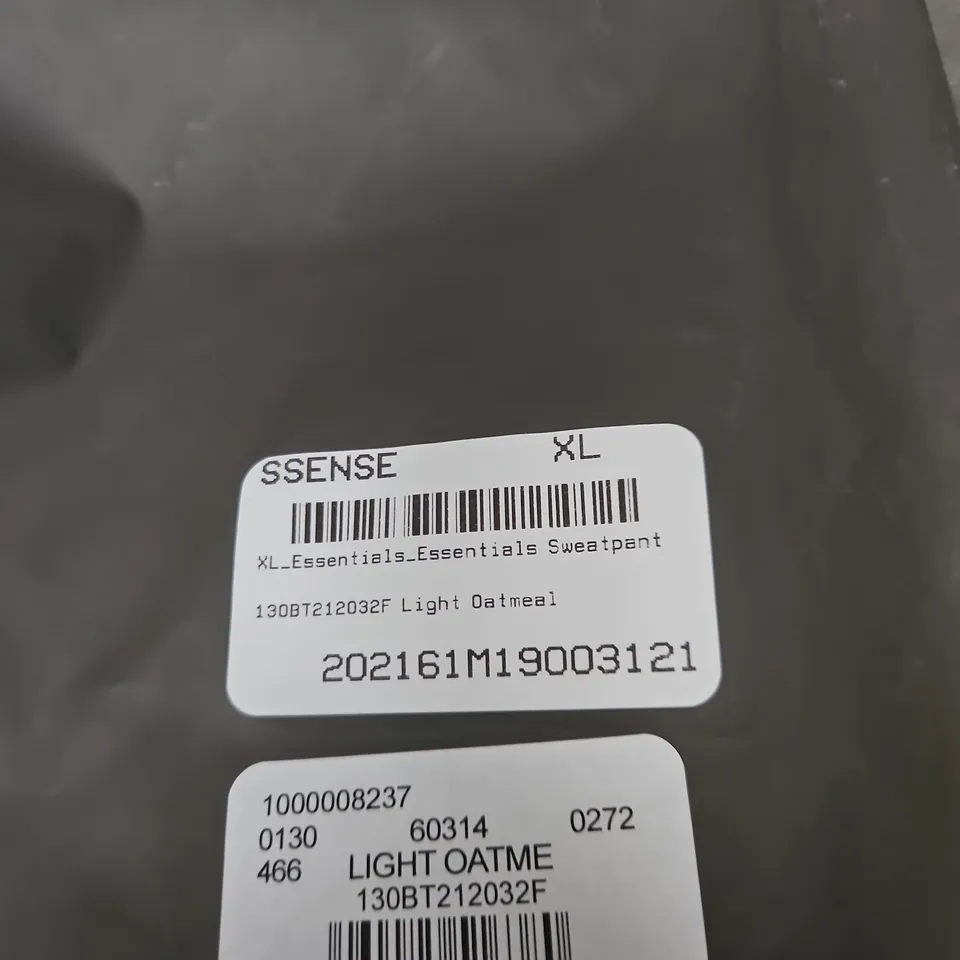 SSENSE XL
XL_Essentials_Essentials Sweatpant
130BT212032F Light Oatmeal
202161M19003121
1000008237
0130 60314 0272
466 LIGHT OATME
130BT212032F